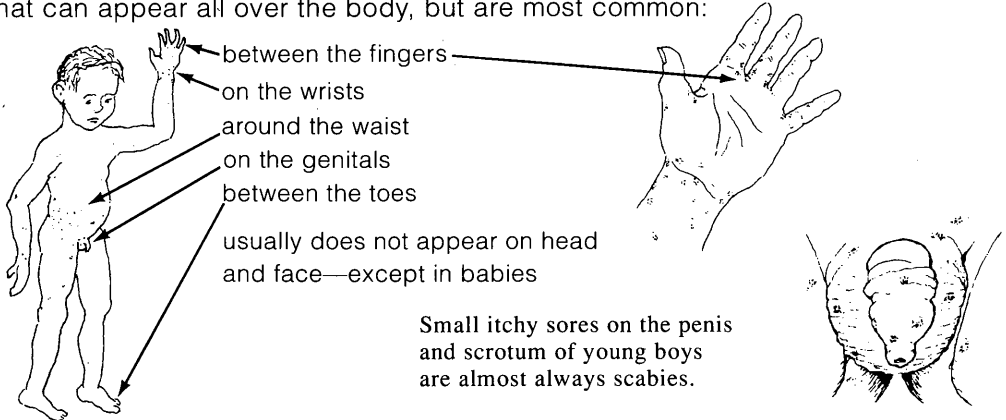 that can appear all over the body, but are most common:
between the fingers
on the wrists
around the waist
on the genitals
between the toes
usually does not appear on head
and face—except in babies
Small itchy sores on the penis
and scrotum of young boys
are almost always scabies.